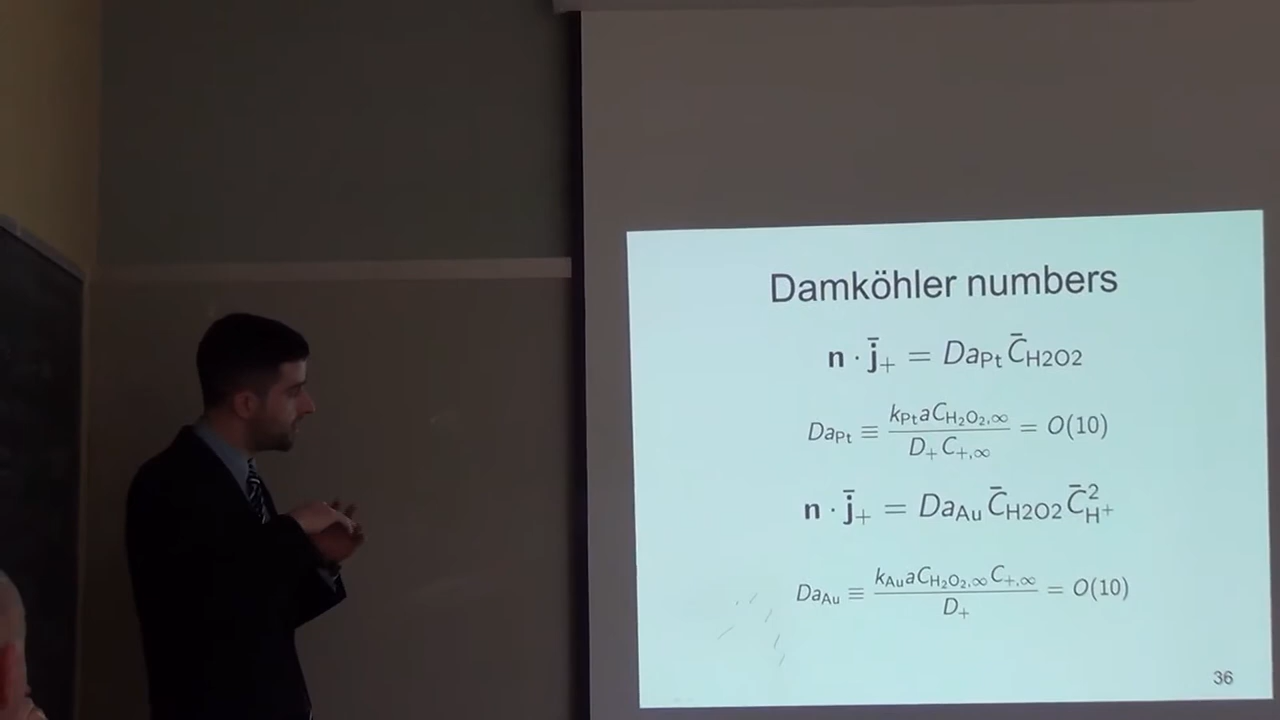 Damköhler numbers
n · j̄₊ = Da_Pt C̄_H2O2
Da_Pt ≡ k_Pt a C_H₂O₂,∞ / D₊ C₊,∞ = O(10)
n · j̄₊ = Da_Au C̄_H2O2 C̄²_H⁺
Da_Au ≡ k_Au a C_H₂O₂,∞ C₊,∞ / D₊ = O(10)
36